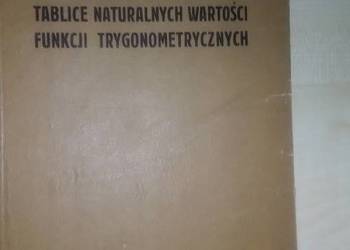 TABLICE NATURALNYCH WARTOŚCI
FUNKCJI TRYGONOMETRYCZNYCH